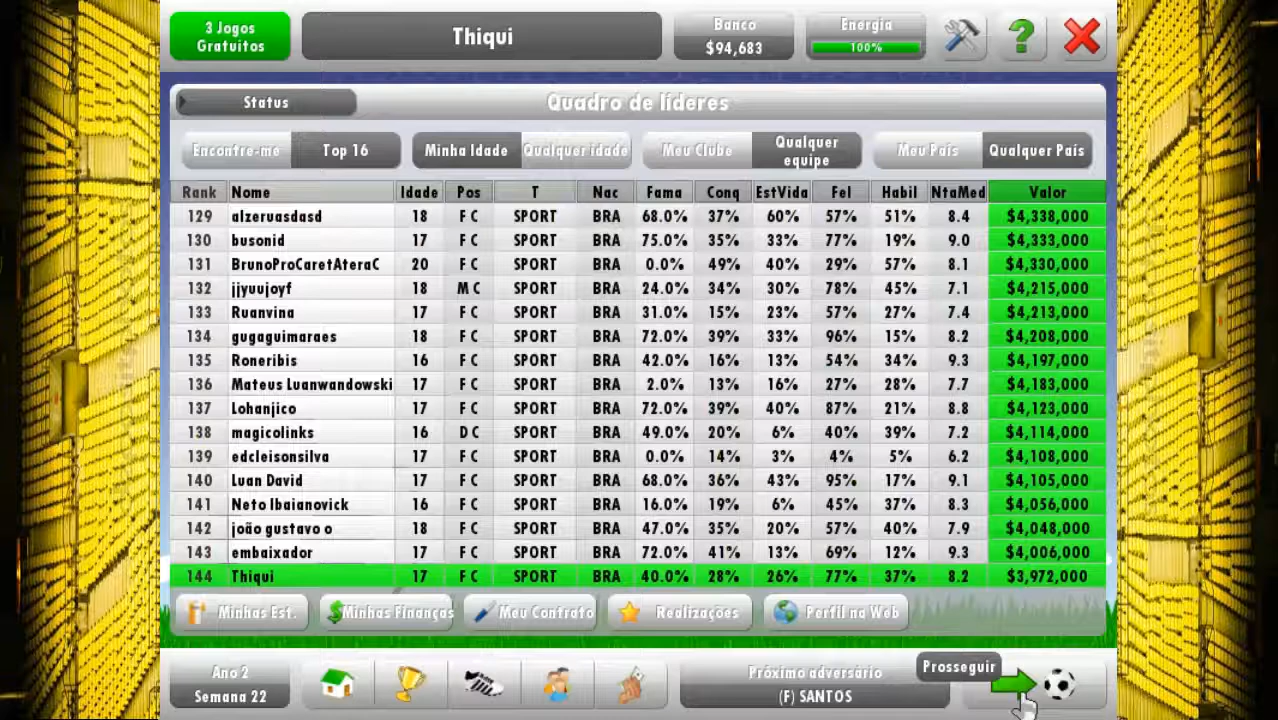 3 Jogos
Gratuitos
Thiqui
Banco
$94,683
Energia
100%
?
Status
Quadro de líderes
Encontre-me
Top 16
Minha Idade
Qualquer idade
Meu Clube
Qualquer
equipe
Meu País
Qualquer País
Rank Nome Idade Pos T Nac Fama Conq EstVida Fel Habil NtaMed Valor
129 alzeruasdasd 18 F C SPORT BRA 68.0% 37% 60% 57% 51% 8.4 $4,338,000
130 busonid 17 F C SPORT BRA 75.0% 35% 33% 77% 19% 9.0 $4,333,000
131 BrunoProCaretAteraC 20 F C SPORT BRA 0.0% 49% 40% 29% 57% 8.1 $4,330,000
132 jjyuujoyf 18 M C SPORT BRA 24.0% 34% 30% 78% 45% 7.1 $4,215,000
133 Ruanvina 17 F C SPORT BRA 31.0% 15% 23% 57% 27% 7.4 $4,213,000
134 gugaguimaraes 18 F C SPORT BRA 72.0% 39% 33% 96% 15% 8.2 $4,208,000
135 Roneribis 16 F C SPORT BRA 42.0% 16% 13% 54% 34% 9.3 $4,197,000
136 Mateus Luanwandowski 17 F C SPORT BRA 2.0% 13% 16% 27% 28% 7.7 $4,183,000
137 Lohanjico 17 F C SPORT BRA 72.0% 39% 40% 87% 21% 8.8 $4,123,000
138 magicolinks 16 D C SPORT BRA 49.0% 20% 6% 40% 39% 7.2 $4,114,000
139 edcleisonsilva 17 F C SPORT BRA 0.0% 14% 3% 4% 5% 6.2 $4,108,000
140 Luan David 17 F C SPORT BRA 68.0% 36% 43% 95% 17% 9.1 $4,105,000
141 Neto Ibaianovick 16 F C SPORT BRA 16.0% 19% 6% 45% 37% 8.3 $4,056,000
142 joão gustavo o 18 F C SPORT BRA 47.0% 35% 20% 57% 40% 7.9 $4,048,000
143 embaixador 17 F C SPORT BRA 72.0% 41% 13% 69% 12% 9.3 $4,006,000
144 Thiqui 17 F C SPORT BRA 40.0% 28% 26% 77% 37% 8.2 $3,972,000
Minhas Est.
Minhas Finanças
Meu Contrato
Realizações
Perfil na Web
Ano 2
Semana 22
Próximo adversário
(F) SANTOS
Prosseguir